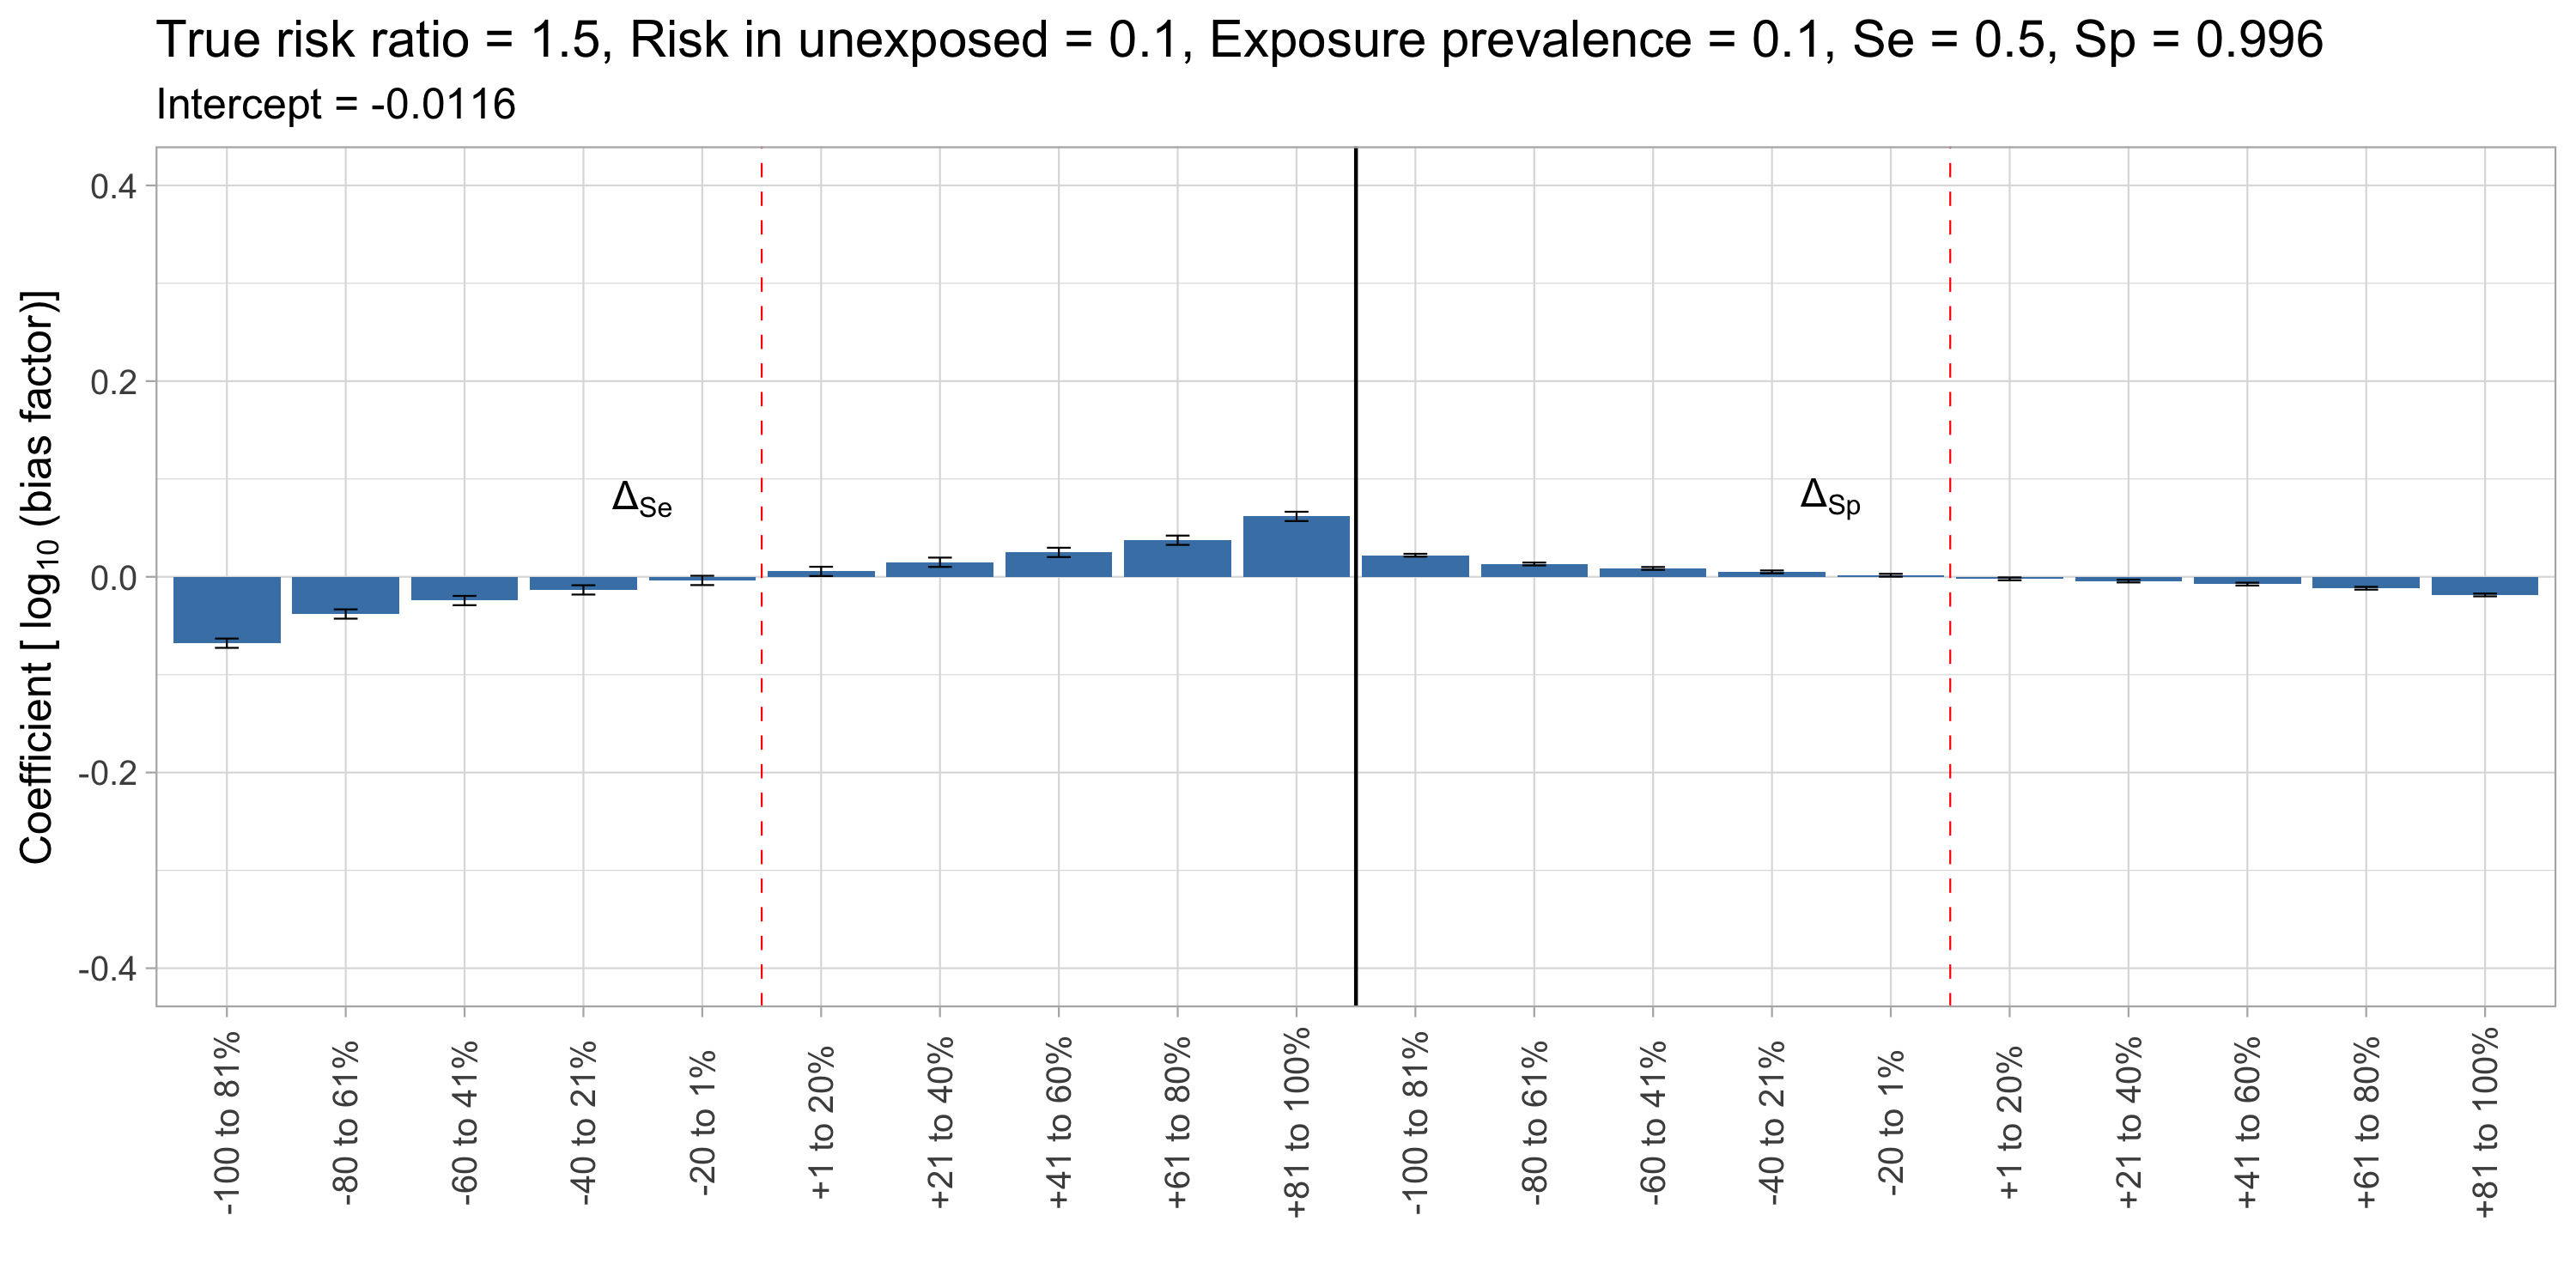 True risk ratio = 1.5, Risk in unexposed = 0.1, Exposure prevalence = 0.1, Se = 0.5, Sp = 0.996
Intercept = -0.0116
Coefficient [ log10 (bias factor)]
0.4
0.2
0.0
-0.2
-0.4
ΔSe
ΔSp
-100 to 81%
-80 to 61%
-60 to 41%
-40 to 21%
-20 to 1%
+1 to 20%
+21 to 40%
+41 to 60%
+61 to 80%
+81 to 100%
-100 to 81%
-80 to 61%
-60 to 41%
-40 to 21%
-20 to 1%
+1 to 20%
+21 to 40%
+41 to 60%
+61 to 80%
+81 to 100%